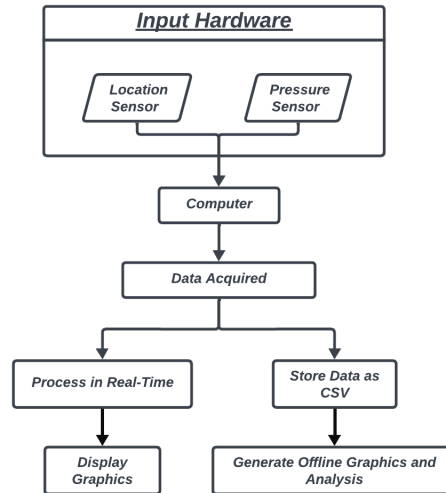 Input Hardware
Location
Sensor
Pressure
Sensor
Computer
Data Acquired
Process in Real-Time
Store Data as
CSV
Display
Graphics
Generate Offline Graphics and
Analysis